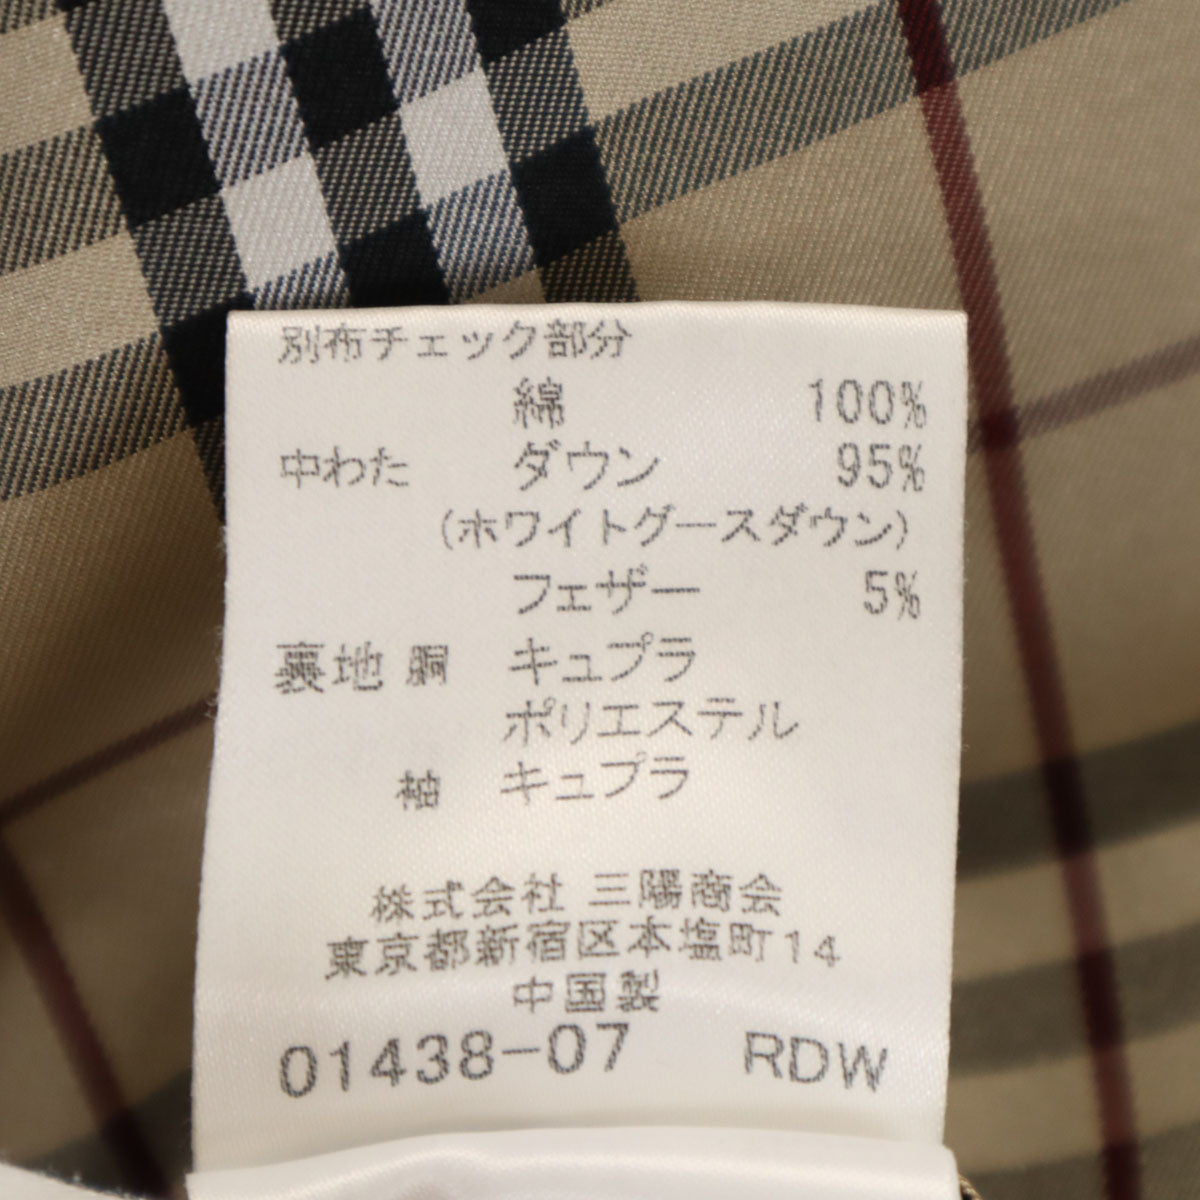 別布チェック部分
綿 100%
中わた ダウン 95%
(ホワイトグースダウン)
フェザー 5%
裏地 胴 キュプラ
ポリエステル
袖 キュプラ
株式会社 三陽商会
東京都新宿区本塩町14
中国製
01438-07 RDW